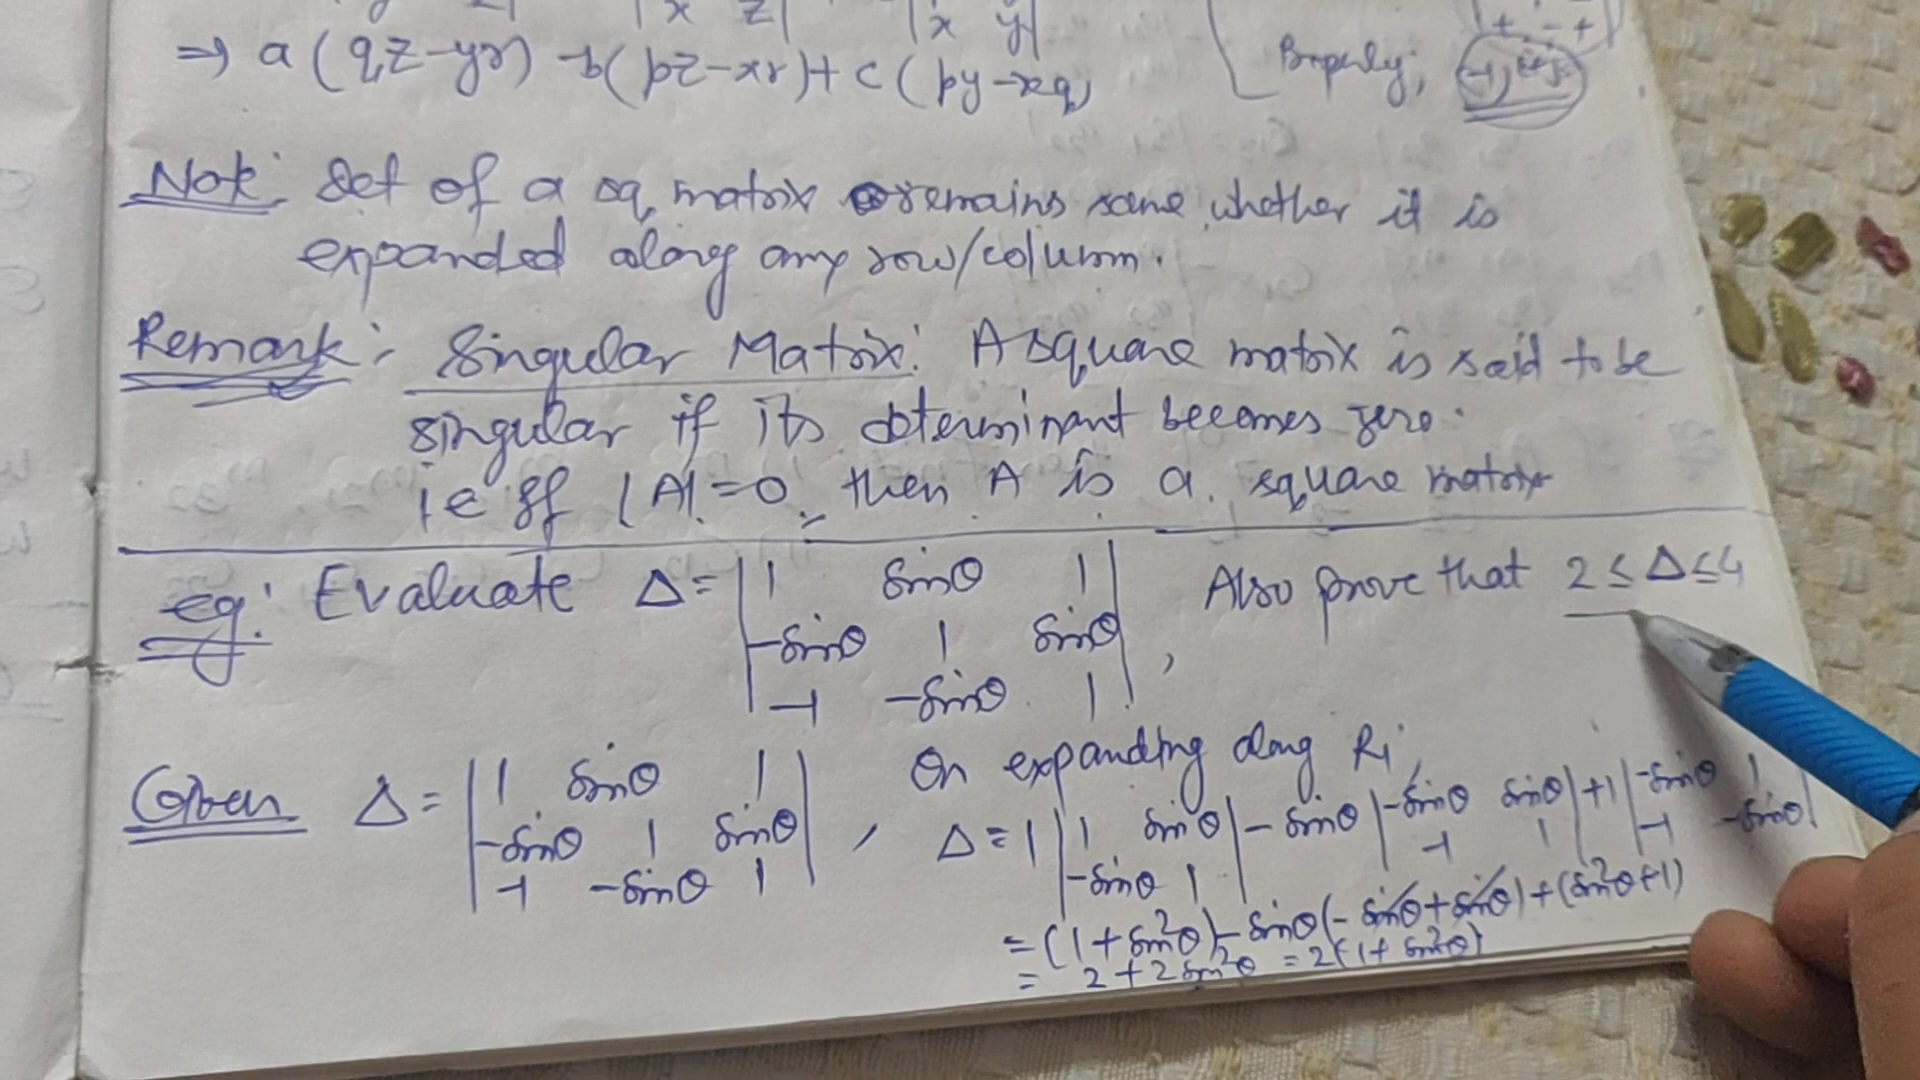 x z | | x y |
+ - +
⇒ a (qz-yr) -b(pz-xr)+ c (py-xq)
Property;
Note: Det of a sq matrix remains same whether it is
expanded along any row/column.
Remark: Singular Matrix: A square matrix is said to be
singular if its determinant becomes zero.
ie If |A|=0, then A is a square matrix
eg: Evaluate Δ = | 1 sinθ 1 | Also prove that 2 ≤ Δ ≤ 4
-sinθ 1 sinθ ,
-1 -sinθ 1
Given Δ = | 1 sinθ 1 | On expanding along R1,
-sinθ 1 sinθ , Δ = 1 | 1 sinθ | - sinθ | -sinθ sinθ | +1 | -sinθ 1 |
-1 -sinθ 1 -sinθ 1 -1 1 -1 -sinθ
= (1+sin²θ) - sinθ(-sinθ+sinθ) + (sin²θ+1)
= 2+2sin²θ = 2(1+sin²θ)